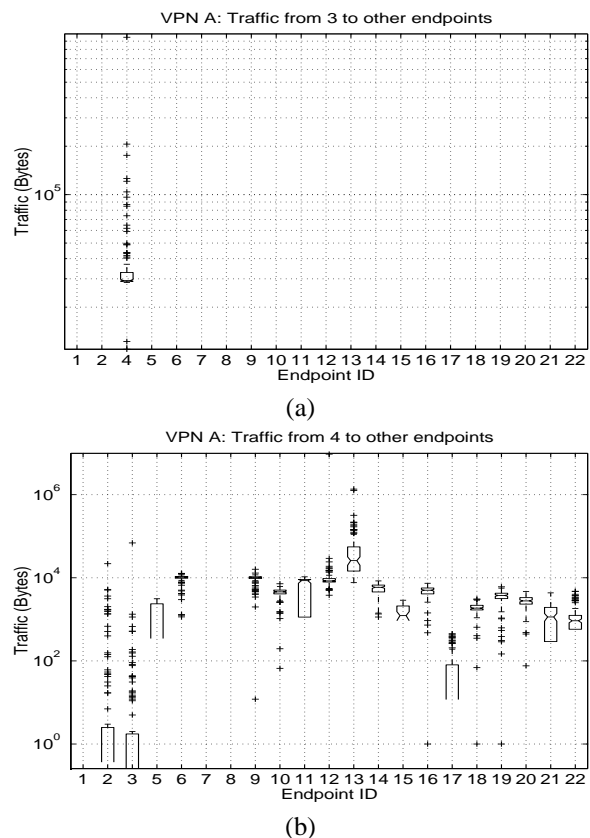 VPN A: Traffic from 3 to other endpoints
Traffic (Bytes)
10^5
1 2 4 5 6 7 8 9 10 11 12 13 14 15 16 17 18 19 20 21 22
Endpoint ID
(a)
VPN A: Traffic from 4 to other endpoints
Traffic (Bytes)
10^6
10^4
10^2
10^0
1 2 3 5 6 7 8 9 10 11 12 13 14 15 16 17 18 19 20 21 22
Endpoint ID
(b)